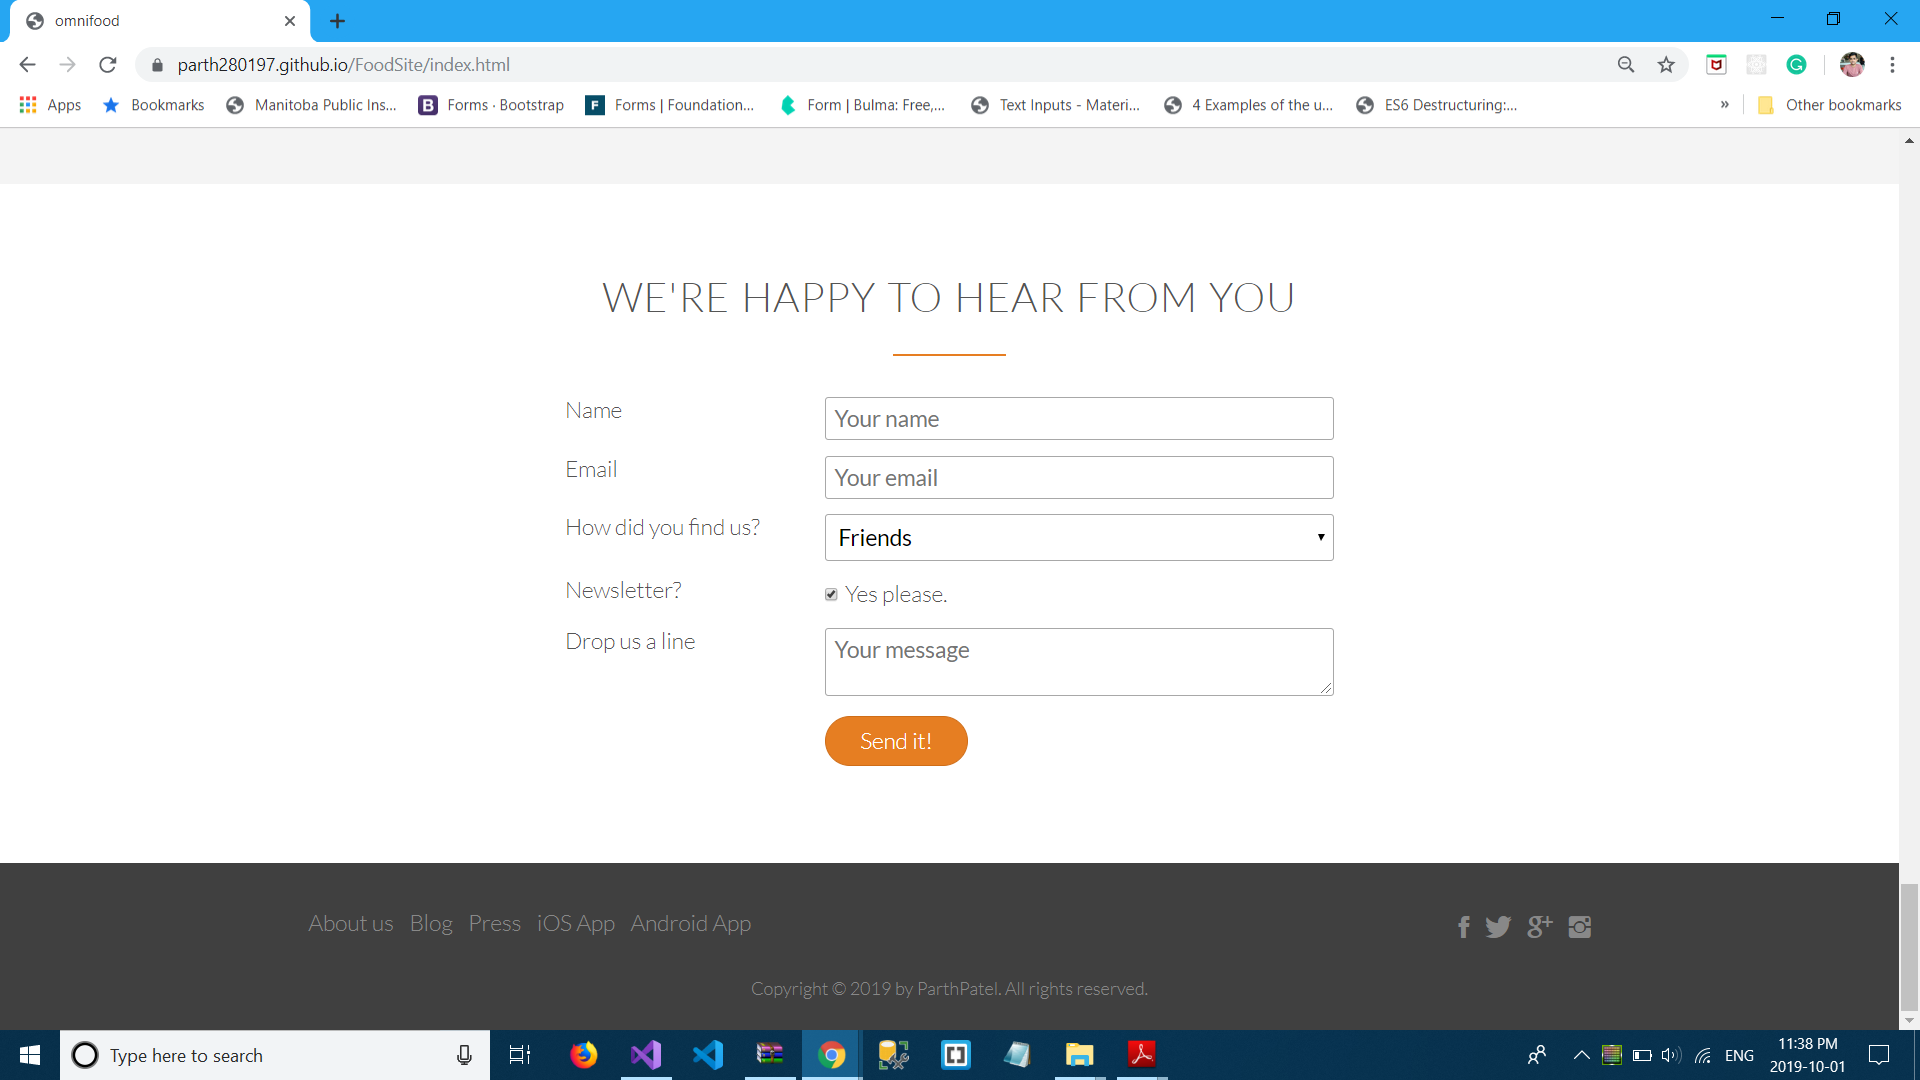 omnifood
parth280197.github.io/FoodSite/index.html
Apps Bookmarks Manitoba Public Ins... Forms · Bootstrap Forms | Foundation... Form | Bulma: Free,... Text Inputs - Materi... 4 Examples of the u... ES6 Destructuring:... » Other bookmarks
WE'RE HAPPY TO HEAR FROM YOU
Name Your name
Email Your email
How did you find us? Friends
Newsletter? Yes please.
Drop us a line Your message
Send it!
About us Blog Press iOS App Android App
Copyright © 2019 by ParthPatel. All rights reserved.
Type here to search
ENG
11:38 PM
2019-10-01